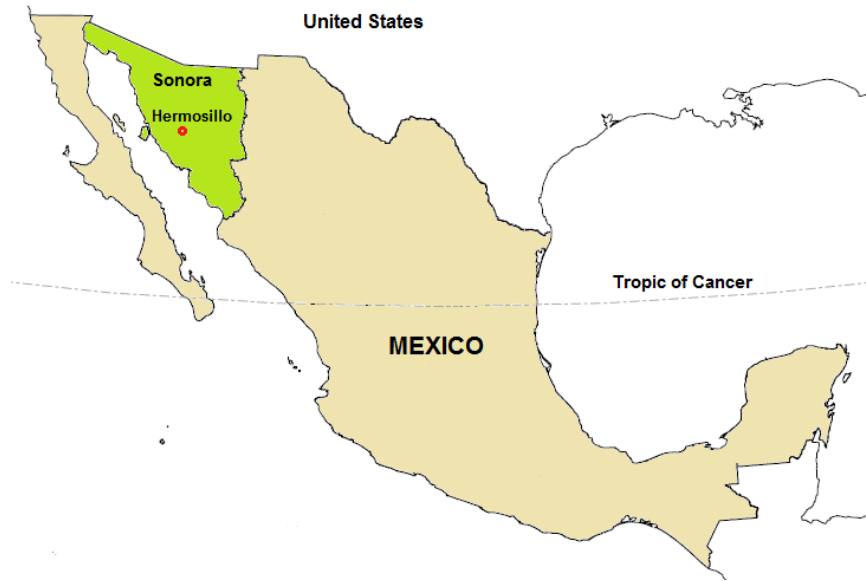 United States
Sonora
Hermosillo
Tropic of Cancer
MEXICO